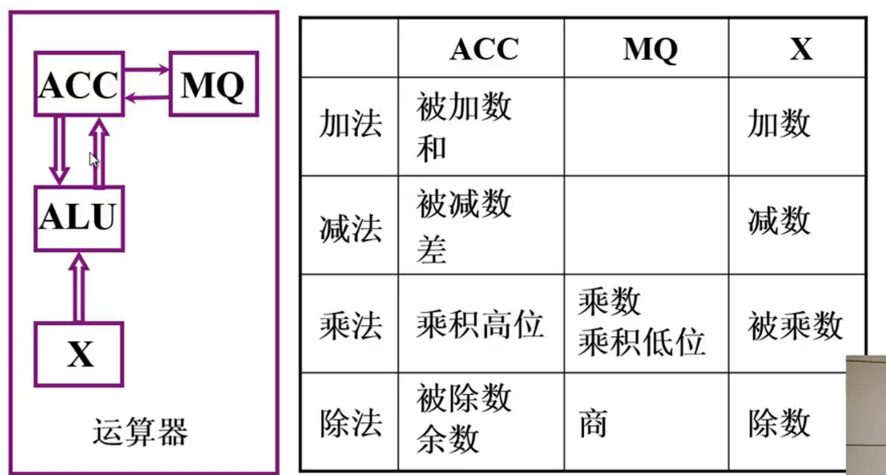 ACC
MQ
ALU
X
运算器
ACC MQ X
加法 被加数 加数
和
减法 被减数 减数
差
乘法 乘积高位 乘数 被乘数
乘积低位
除法 被除数 商 除数
余数